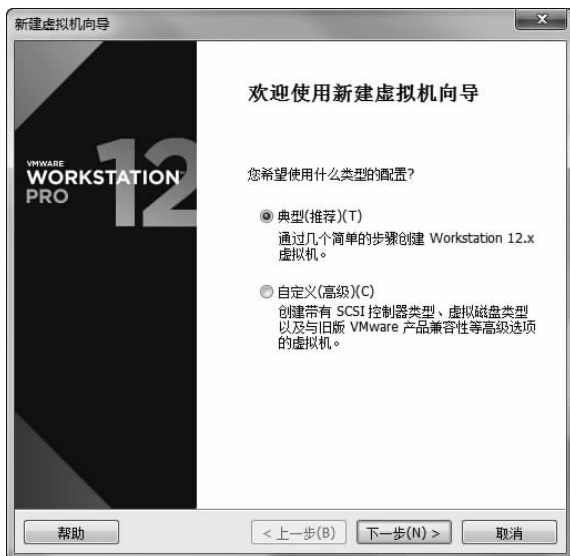 新建虚拟机向导
x
VMWARE
WORKSTATION
PRO
12
欢迎使用新建虚拟机向导
您希望使用什么类型的配置?
典型(推荐)(T)
通过几个简单的步骤创建 Workstation 12.x
虚拟机。
自定义(高级)(C)
创建带有 SCSI 控制器类型、虚拟磁盘类型
以及与旧版 VMware 产品兼容性等高级选项
的虚拟机。
帮助
< 上一步(B)
下一步(N) >
取消